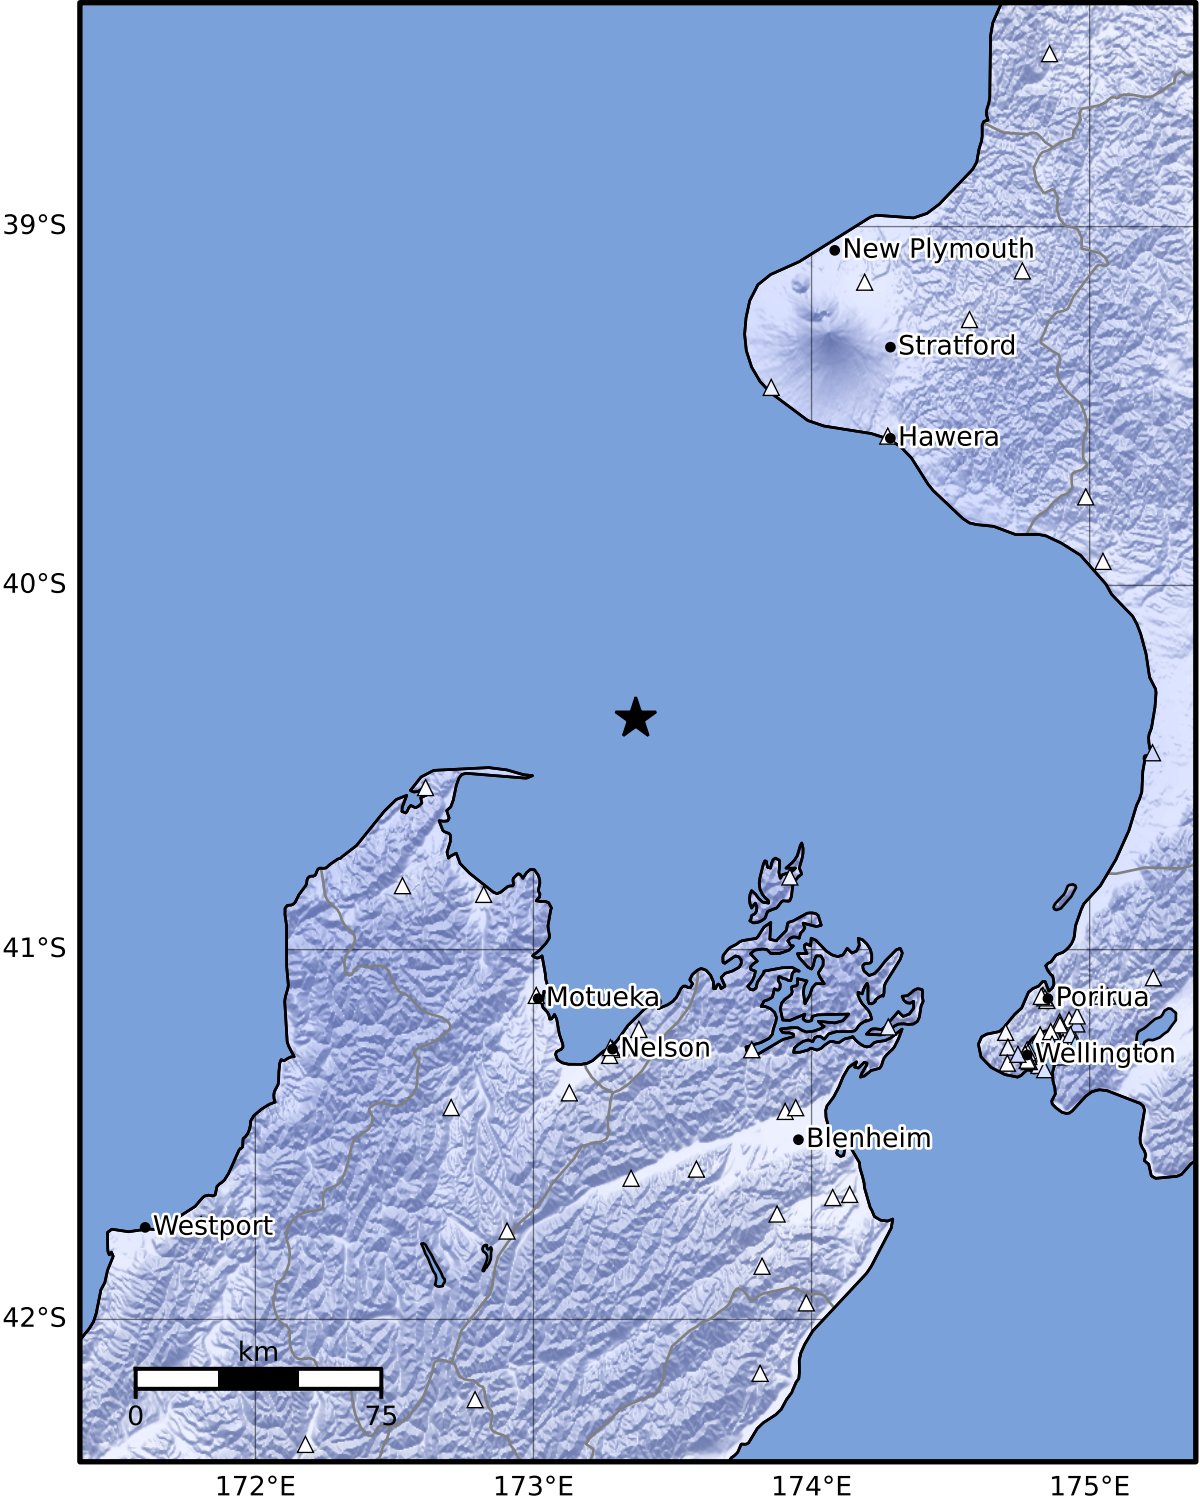 39°S
New Plymouth
Stratford
Hawera
40°S
41°S
Motueka
Porirua
Nelson
Wellington
Blenheim
Westport
42°S
km
0 75
172°E 173°E 174°E 175°E